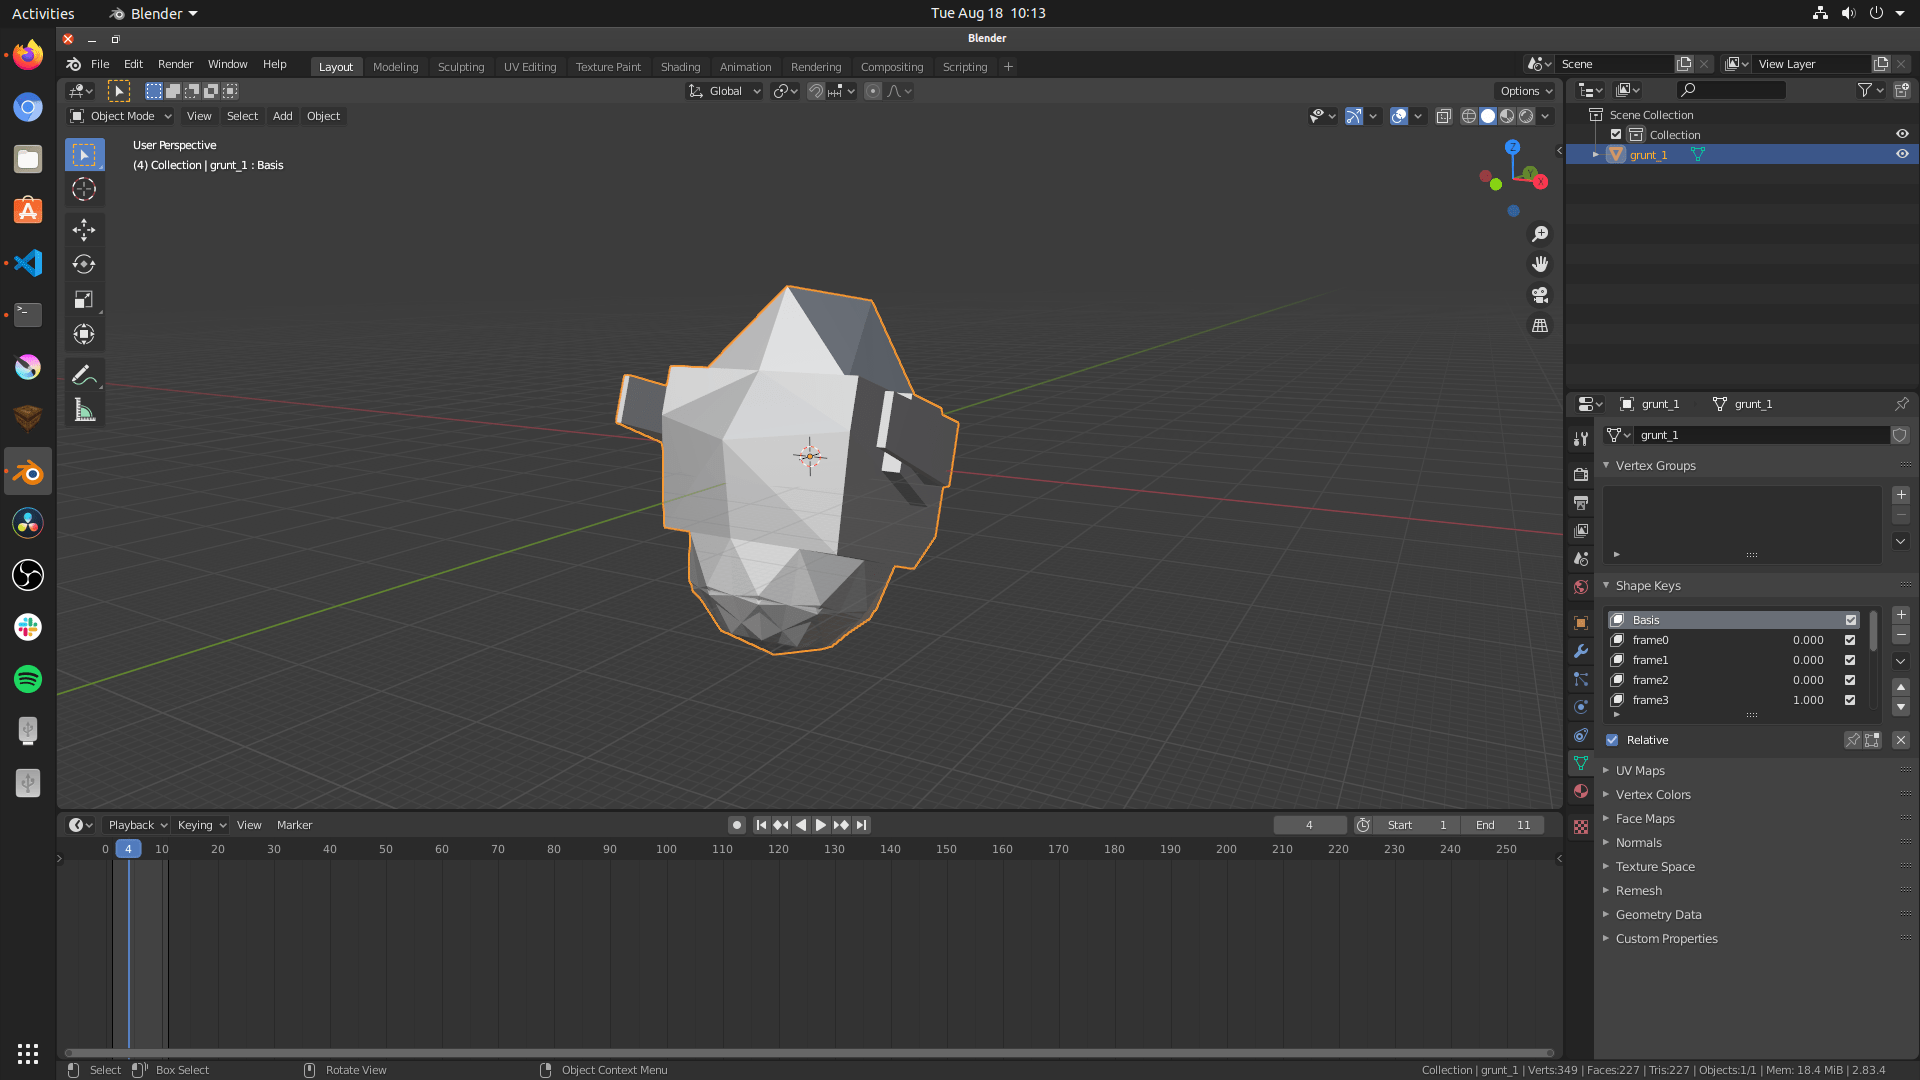 Activities Blender Tue Aug 18 10:13
Blender
File Edit Render Window Help Layout Modeling Sculpting UV Editing Texture Paint Shading Animation Rendering Compositing Scripting + Scene View Layer
Global Options
Object Mode View Select Add Object
User Perspective
(4) Collection | grunt_1 : Basis
Z
Y
X
Scene Collection
Collection
grunt_1
grunt_1 grunt_1
grunt_1
Vertex Groups
Shape Keys
Basis
frame0 0.000
frame1 0.000
frame2 0.000
frame3 1.000
Relative
UV Maps
Vertex Colors
Face Maps
Normals
Texture Space
Remesh
Geometry Data
Custom Properties
Playback Keying View Marker 4 Start 1 End 11
0 4 10 20 30 40 50 60 70 80 90 100 110 120 130 140 150 160 170 180 190 200 210 220 230 240 250
Select Box Select Rotate View Object Context Menu Collection | grunt_1 | Verts:349 | Faces:227 | Tris:227 | Objects:1/1 | Mem: 18.4 MiB | 2.83.4